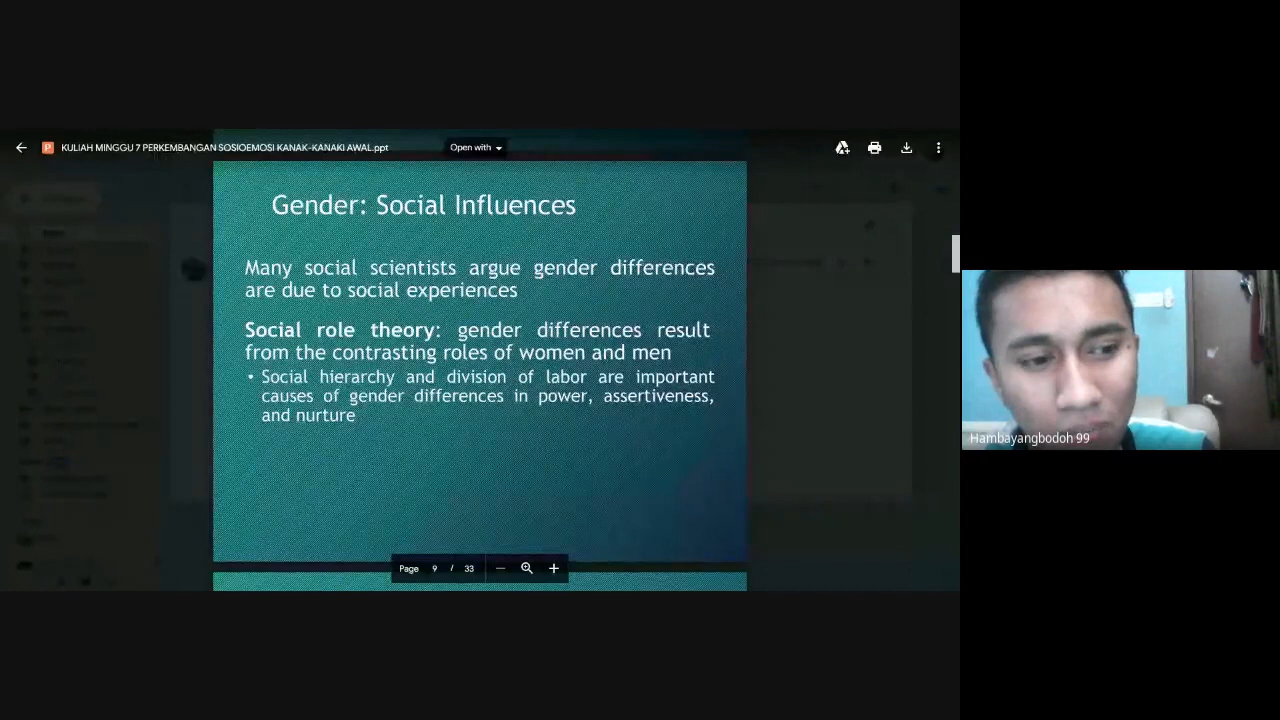 KULIAH MINGGU 7 PERKEMBANGAN SOSIOEMOSI KANAK-KANAKI AWAL.ppt
Open with
Gender: Social Influences
Many social scientists argue gender differences
are due to social experiences
Social role theory: gender differences result
from the contrasting roles of women and men
• Social hierarchy and division of labor are important
causes of gender differences in power, assertiveness,
and nurture
Page 9 / 33
Hambayangbodoh 99